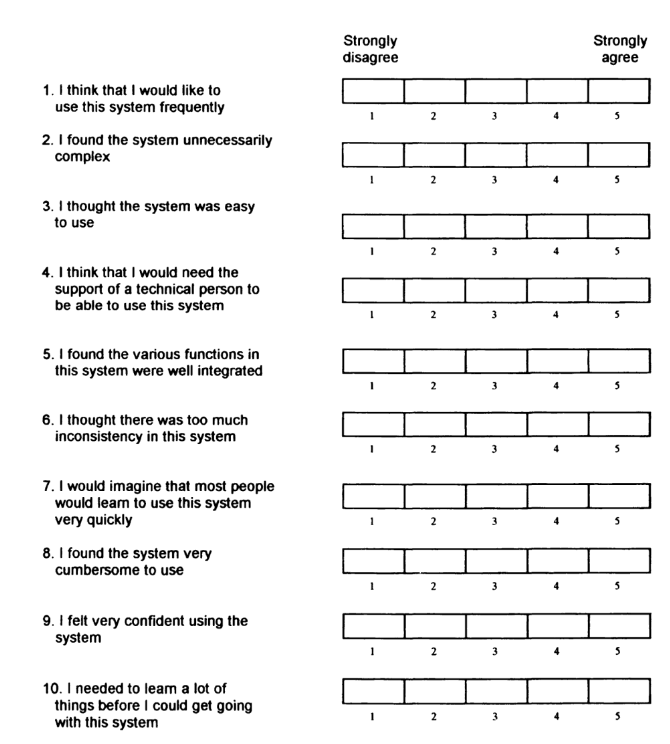 Strongly disagree Strongly agree
1. I think that I would like to
use this system frequently
1 2 3 4 5
2. I found the system unnecessarily
complex
1 2 3 4 5
3. I thought the system was easy
to use
1 2 3 4 5
4. I think that I would need the
support of a technical person to
be able to use this system
1 2 3 4 5
5. I found the various functions in
this system were well integrated
1 2 3 4 5
6. I thought there was too much
inconsistency in this system
1 2 3 4 5
7. I would imagine that most people
would learn to use this system
very quickly
1 2 3 4 5
8. I found the system very
cumbersome to use
1 2 3 4 5
9. I felt very confident using the
system
1 2 3 4 5
10. I needed to learn a lot of
things before I could get going
with this system
1 2 3 4 5